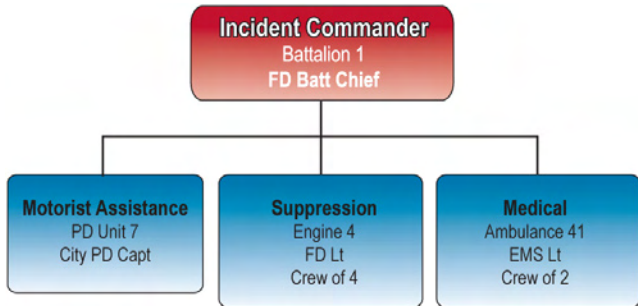 Incident Commander
Battalion 1
FD Batt Chief
Motorist Assistance
PD Unit 7
City PD Capt
Suppression
Engine 4
FD Lt
Crew of 4
Medical
Ambulance 41
EMS Lt
Crew of 2